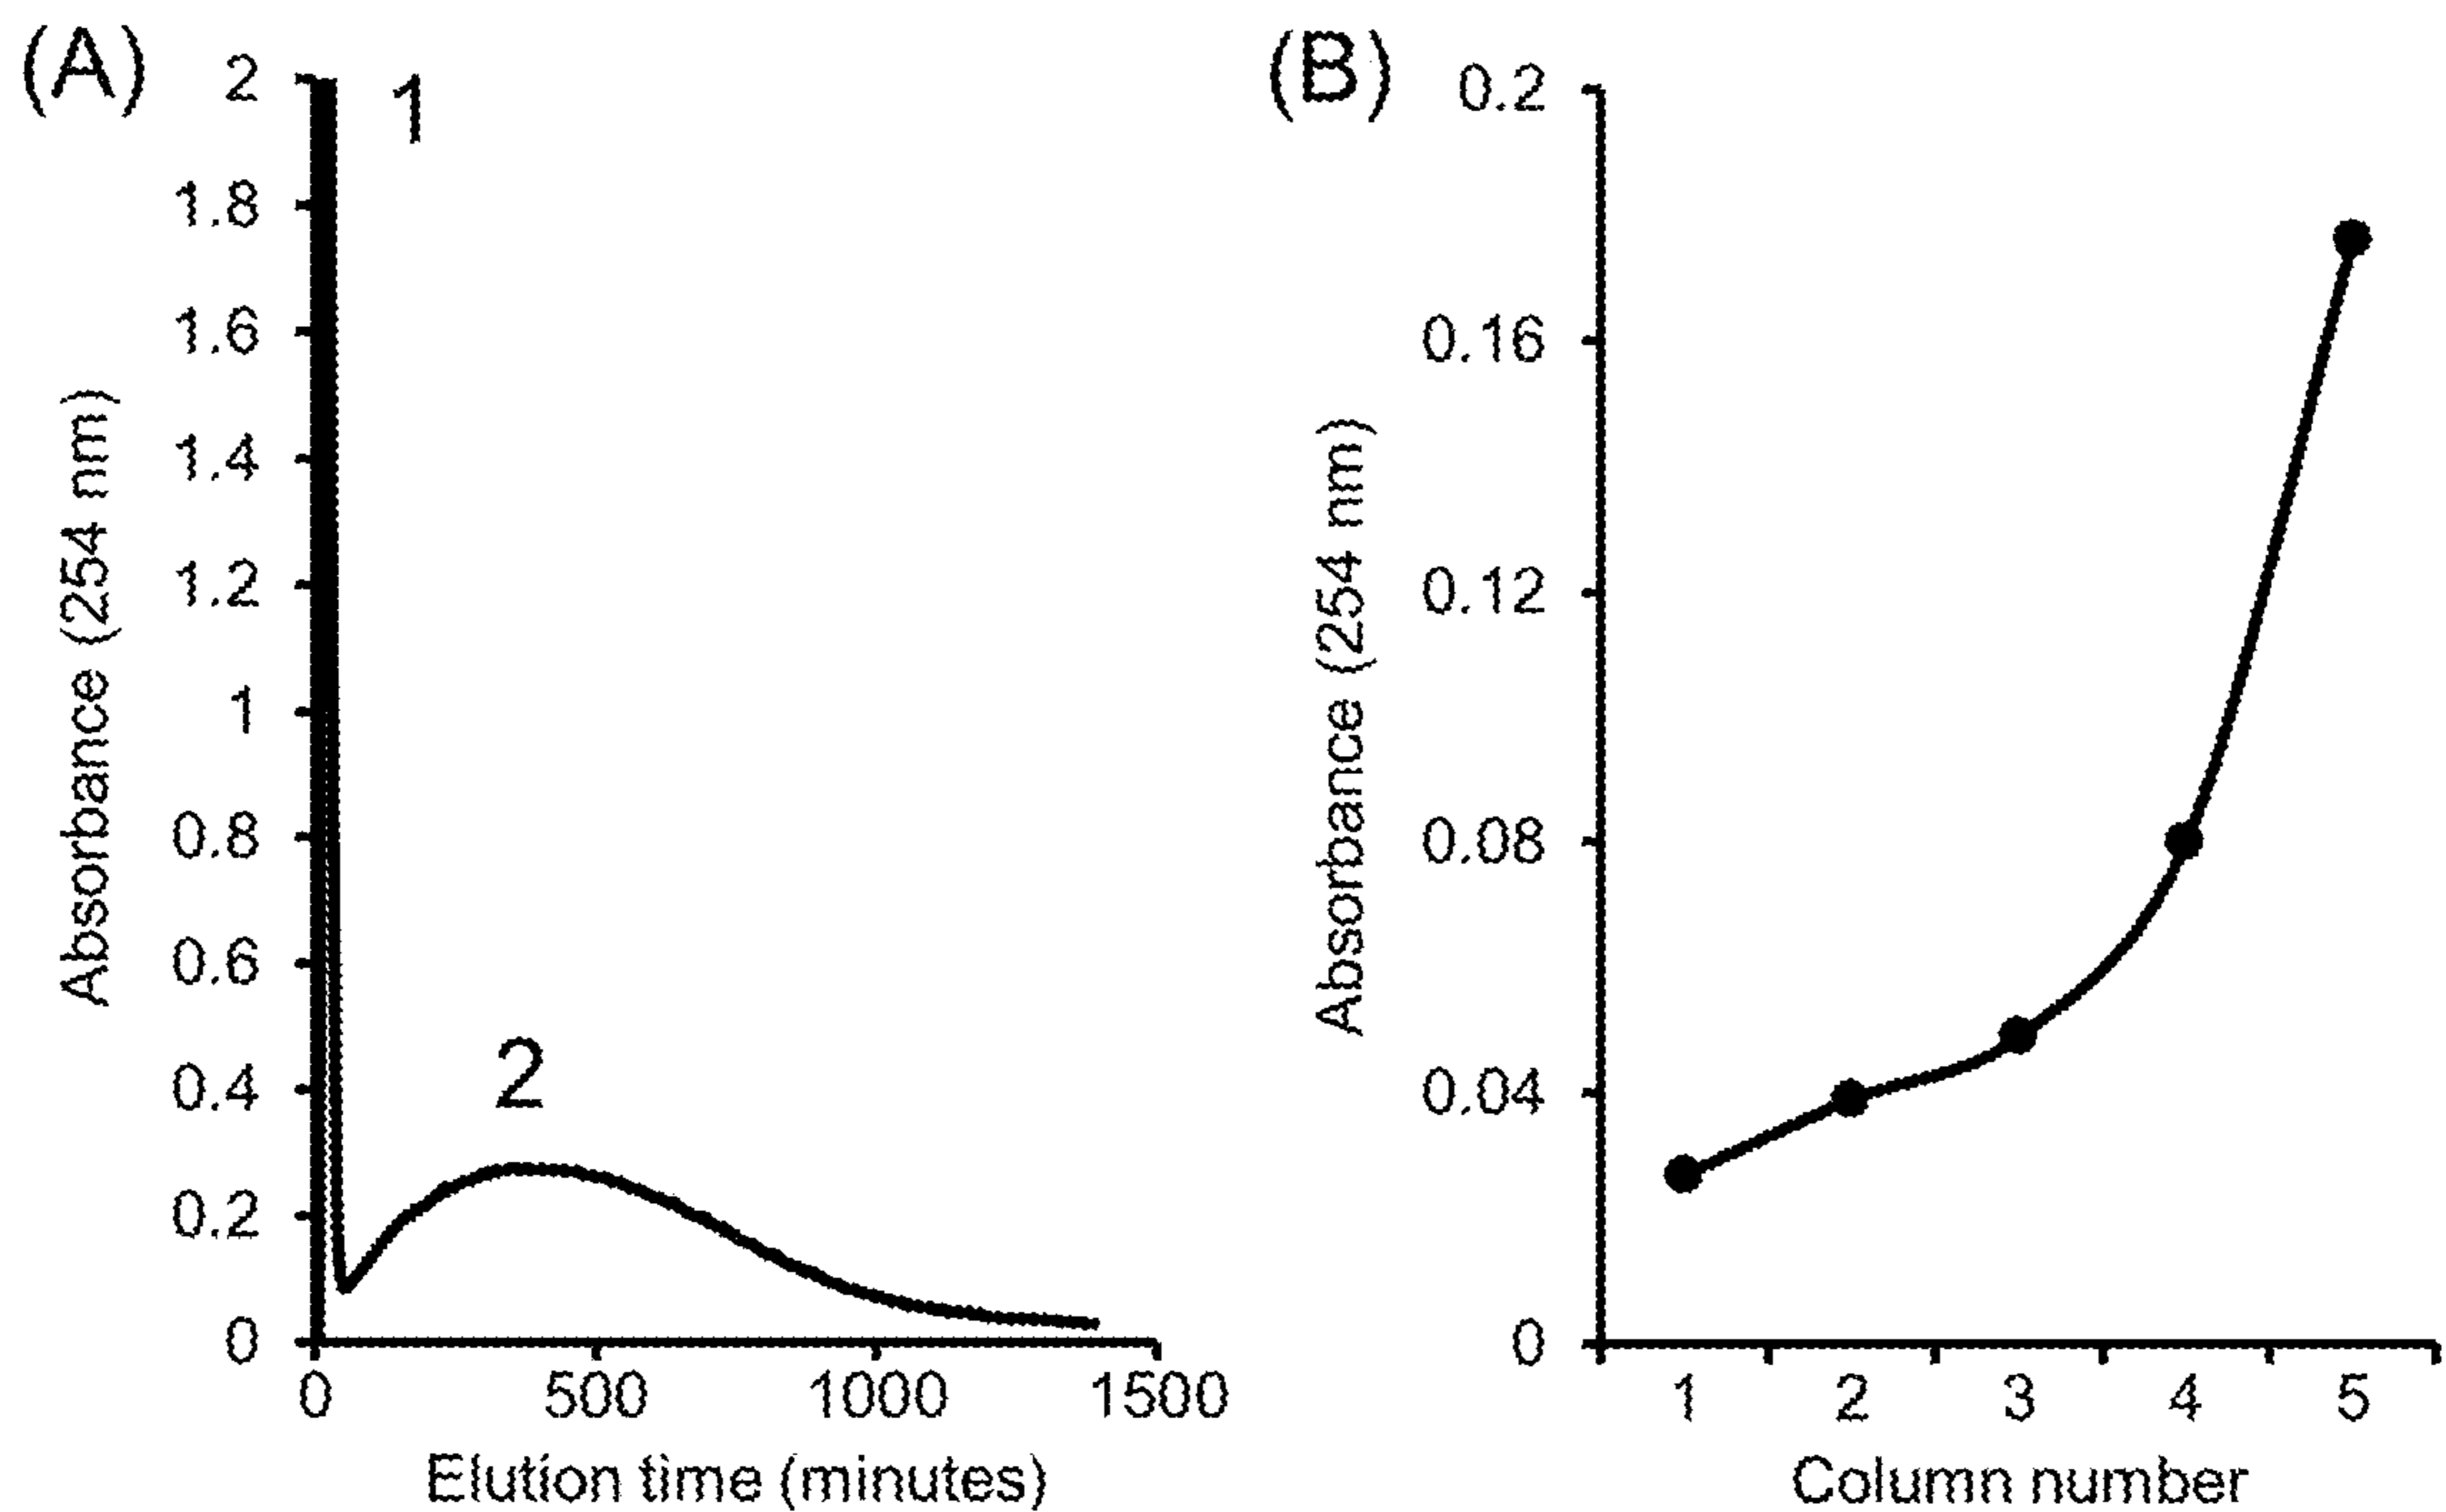 (A)
2
1.8
1.6
1.4
1.2
1
0.8
0.6
0.4
0.2
0
Absorbance (254 nm)
1
2
0 500 1000 1500
Elution time (minutes)
(B)
0.2
0.16
0.12
0.08
0.04
0
Absorbance (254 nm)
1 2 3 4 5
Column number